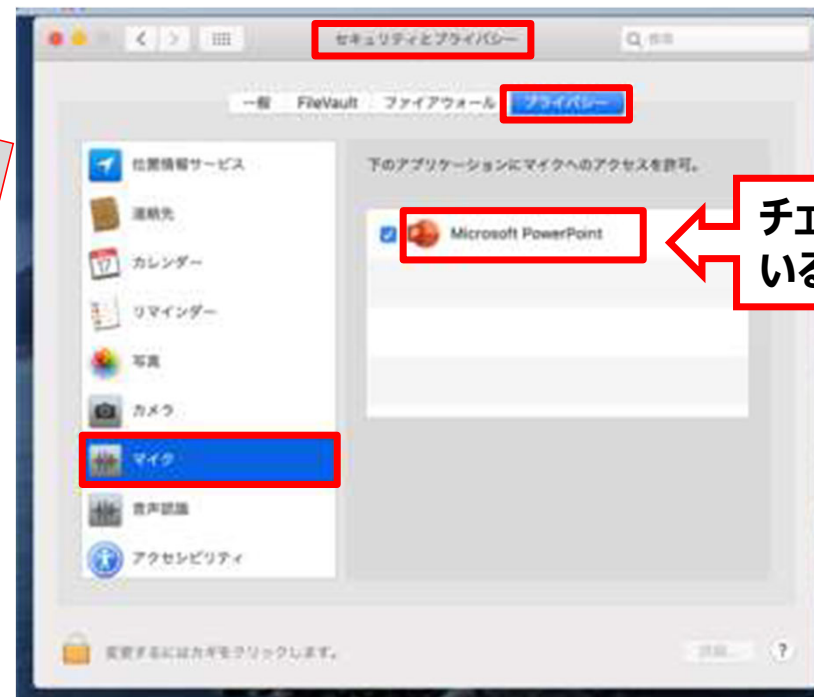 セキュリティとプライバシー
検索
一般 FileVault ファイアウォール プライバシー
位置情報サービス
下のアプリケーションにマイクへのアクセスを許可。
連絡先
Microsoft PowerPoint
チェ
いる
17 カレンダー
リマインダー
写真
カメラ
マイク
音声認識
アクセシビリティ
変更するにはカギをクリックします。
詳細...
?